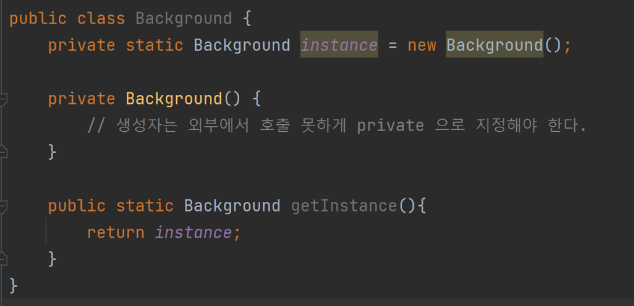 public class Background {
    private static Background instance = new Background();
    private Background() {
        // 생성자는 외부에서 호출 못하게 private 으로 지정해야 한다.
    }
    public static Background getInstance(){
        return instance;
    }
}